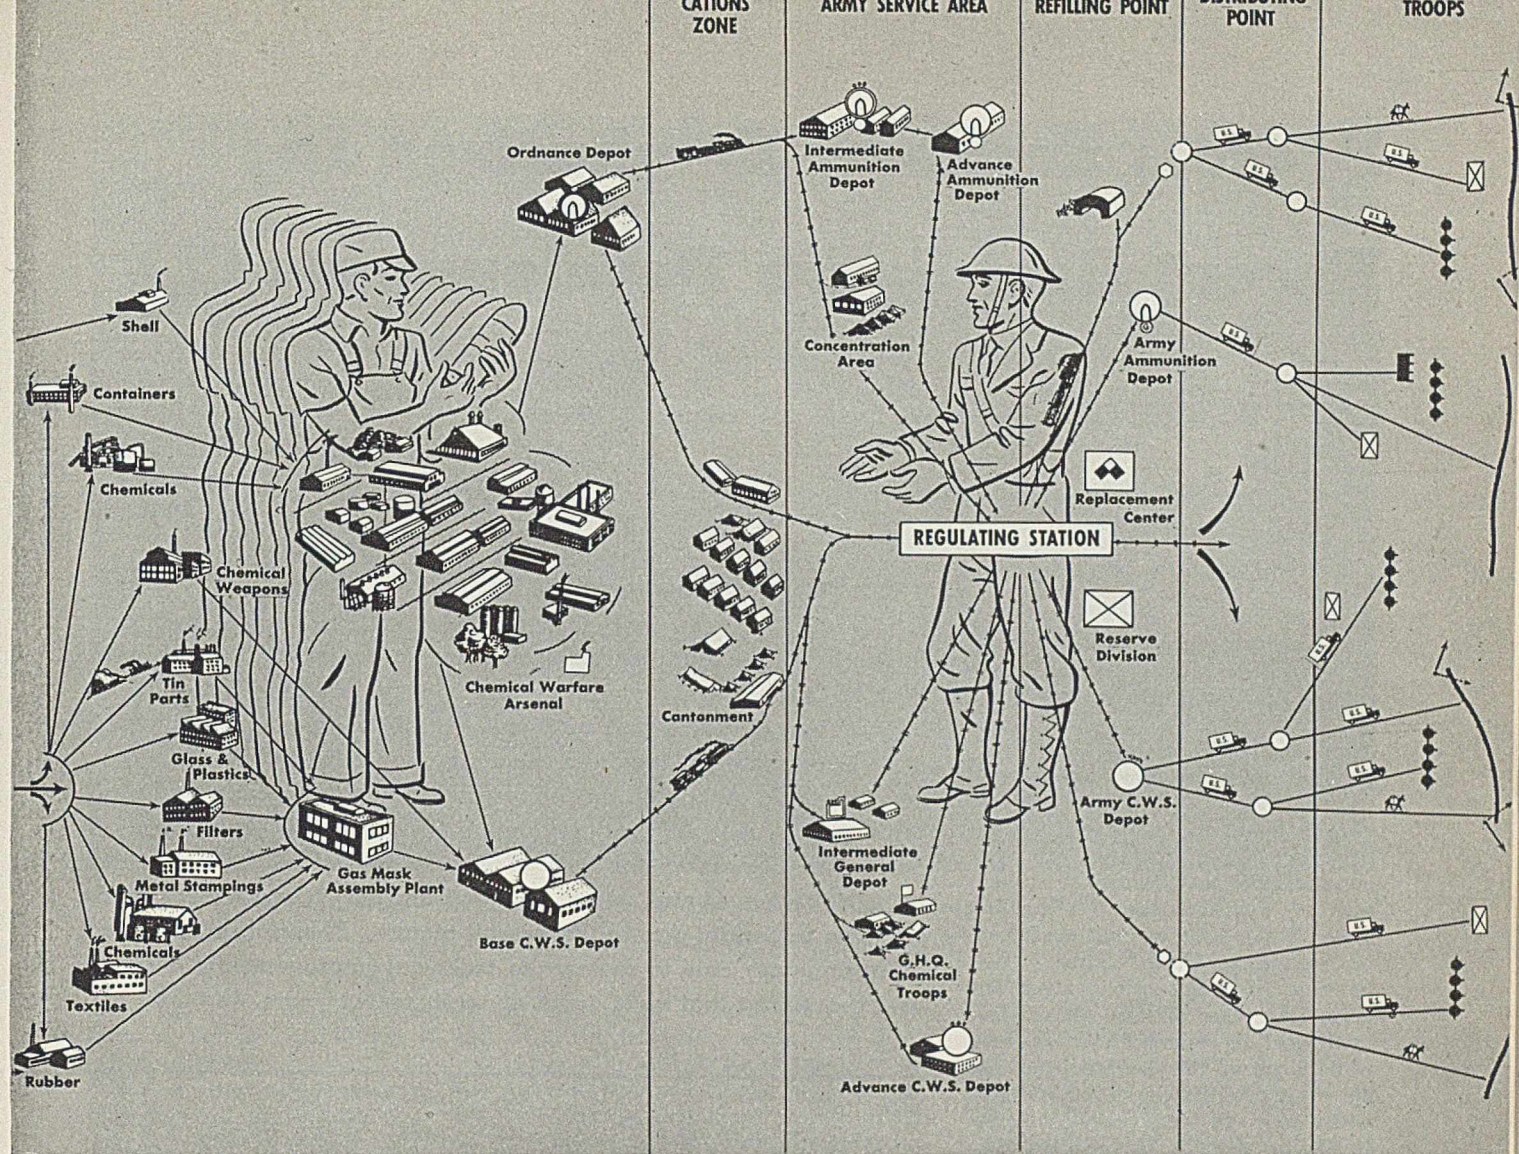 CATIONS
ZONE
ARMY SERVICE AREA
REFILLING POINT
DISTRIBUTING
POINT
TROOPS
Ordnance Depot
Intermediate
Ammunition
Depot
Advance
Ammunition
Depot
Shell
Concentration
Area
Army
Ammunition
Depot
Containers
Chemicals
Replacement
Center
REGULATING STATION
Chemical
Weapons
Reserve
Division
Tin
Parts
Chemical Warfare
Arsenal
Cantonment
Glass &
Plastics
Army C.W.S.
Depot
Filters
Metal Stampings
Gas Mask
Assembly Plant
Intermediate
General
Depot
Chemicals
Base C.W.S. Depot
G.H.Q.
Chemical
Troops
Textiles
Rubber
Advance C.W.S. Depot
U.S.
U.S.
U.S.
U.S.
U.S.
U.S.
U.S.
U.S.
U.S.
U.S.
U.S.
U.S.
U.S.